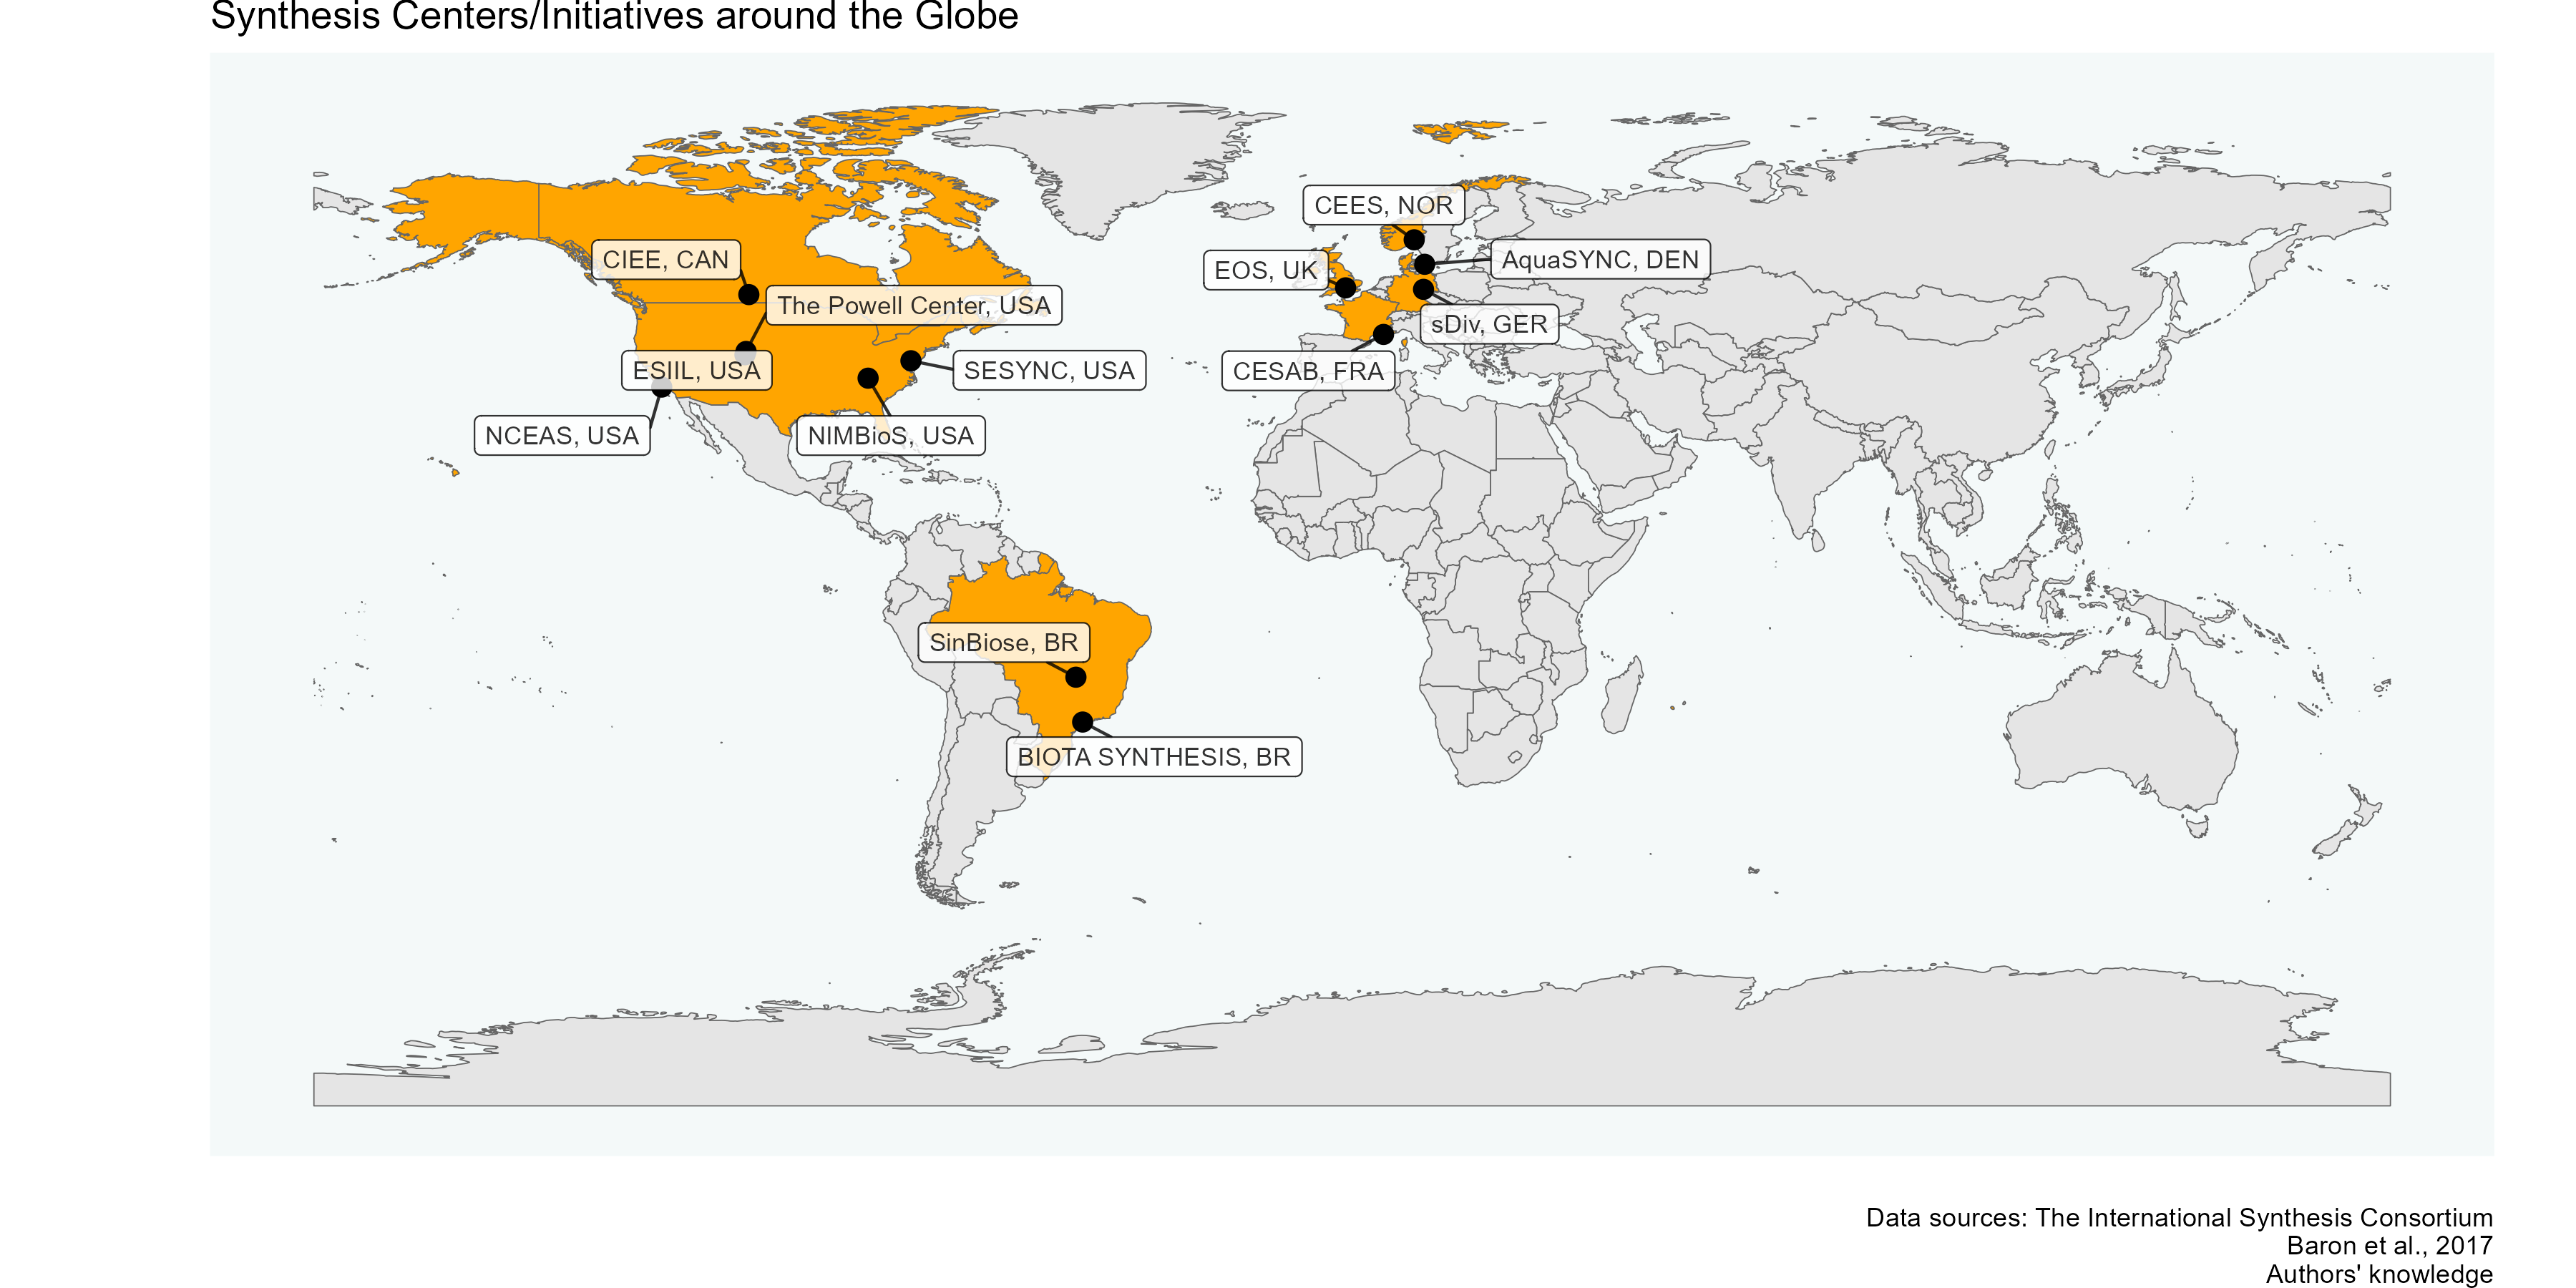 Synthesis Centers/Initiatives around the Globe
CEES, NOR
CIEE, CAN
EOS, UK
AquaSYNC, DEN
The Powell Center, USA
sDiv, GER
ESIIL, USA
SESYNC, USA
CESAB, FRA
NCEAS, USA
NIMBioS, USA
SinBiose, BR
BIOTA SYNTHESIS, BR
Data sources: The International Synthesis Consortium
Baron et al., 2017
Authors' knowledge